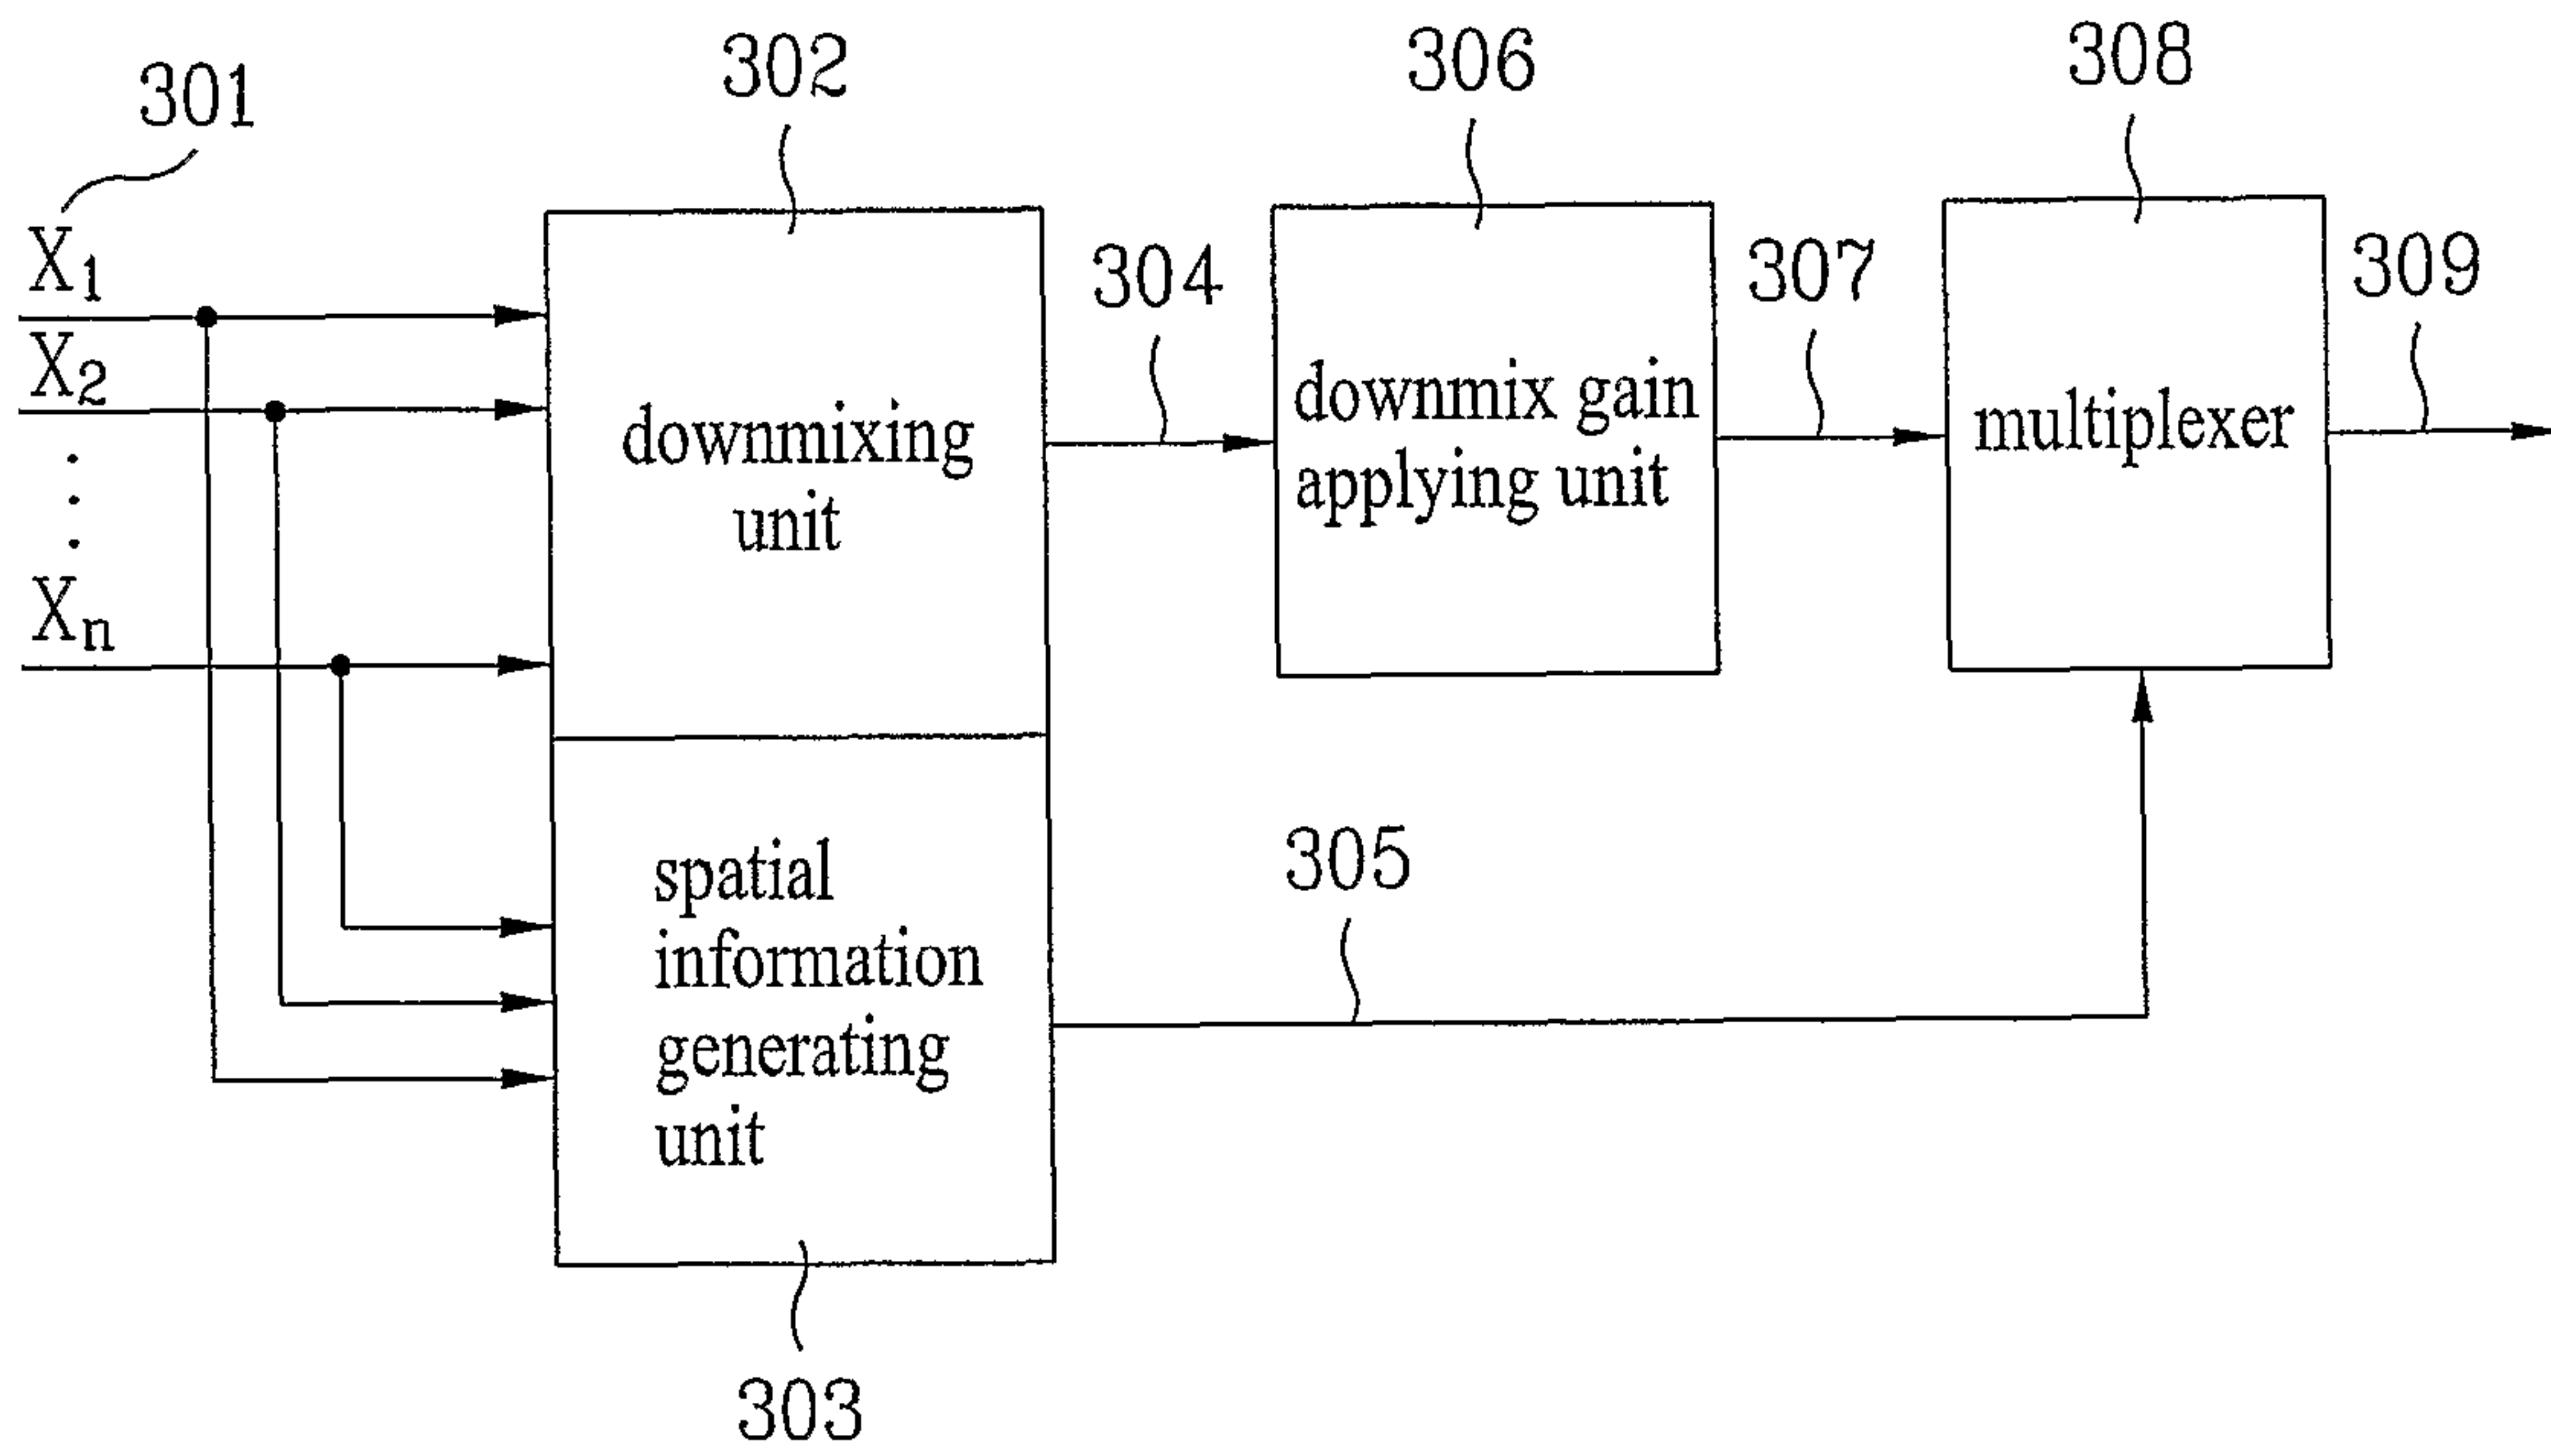 301
302
306
308
X1
304
307
309
X2
downmixing
unit
downmix gain
applying unit
multiplexer
Xn
305
spatial
information
generating
unit
303